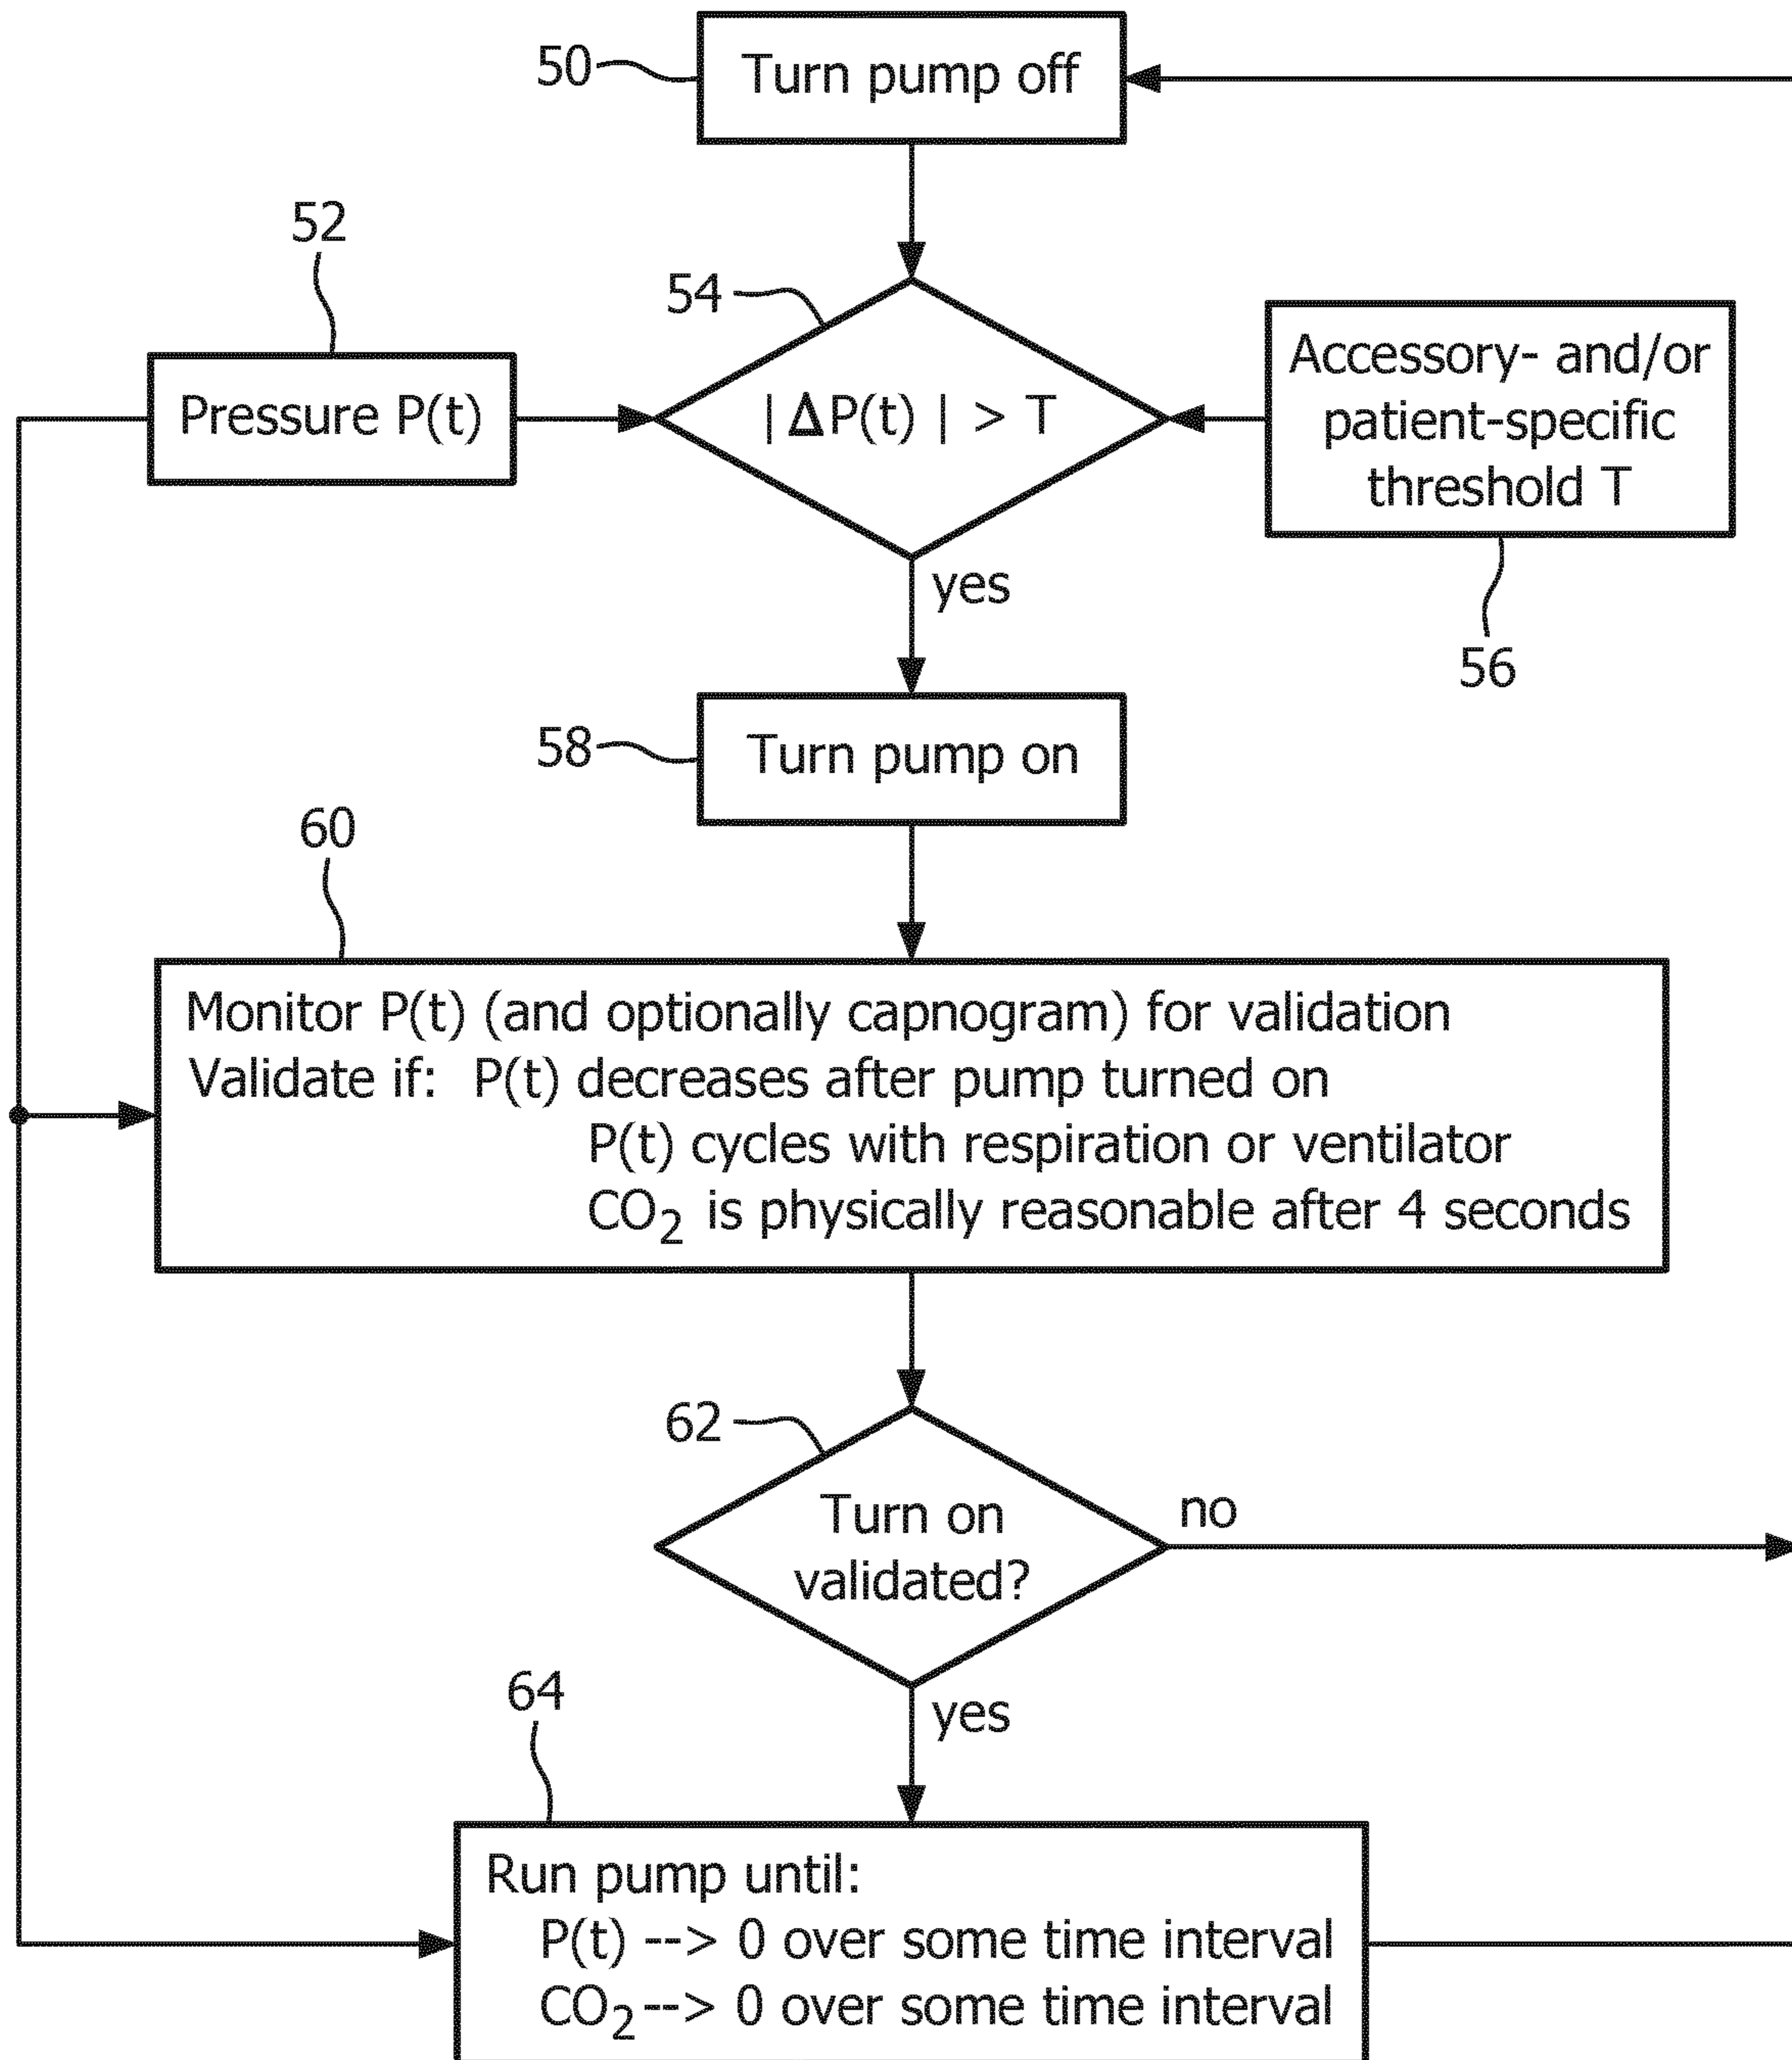 50
Turn pump off
52
54
Pressure P(t)
| ΔP(t) | > T
Accessory- and/or
patient-specific
threshold T
yes
56
58
Turn pump on
60
Monitor P(t) (and optionally capnogram) for validation
Validate if: P(t) decreases after pump turned on
P(t) cycles with respiration or ventilator
CO₂ is physically reasonable after 4 seconds
62
Turn on
validated?
no
yes
64
Run pump until:
P(t) --> 0 over some time interval
CO₂ --> 0 over some time interval